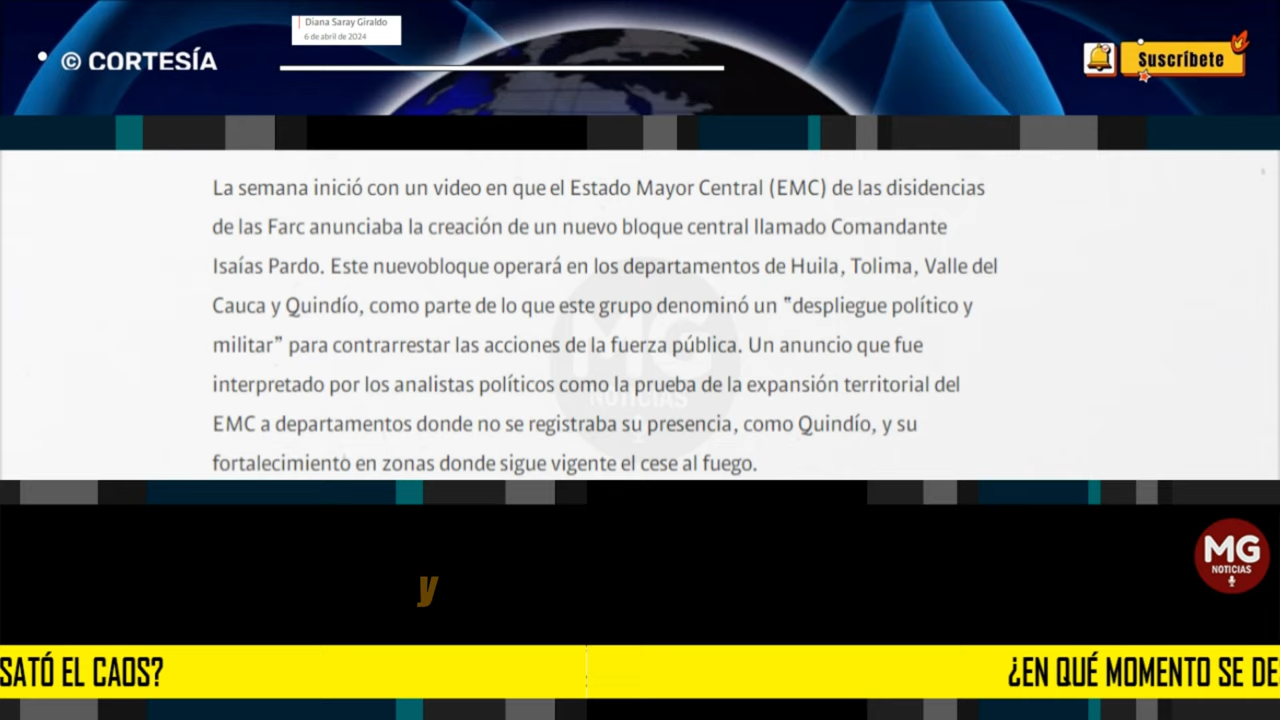 Diana Saray Giraldo
6 de abril de 2024
© CORTESÍA
Suscríbete
La semana inició con un video en que el Estado Mayor Central (EMC) de las disidencias
de las Farc anunciaba la creación de un nuevo bloque central llamado Comandante
Isaías Pardo. Este nuevobloque operará en los departamentos de Huila, Tolima, Valle del
Cauca y Quindío, como parte de lo que este grupo denominó un “despliegue político y
militar” para contrarrestar las acciones de la fuerza pública. Un anuncio que fue
interpretado por los analistas políticos como la prueba de la expansión territorial del
EMC a departamentos donde no se registraba su presencia, como Quindío, y su
fortalecimiento en zonas donde sigue vigente el cese al fuego.
MG
NOTICIAS
y
MG
NOTICIAS
SATÓ EL CAOS?
¿EN QUÉ MOMENTO SE DE